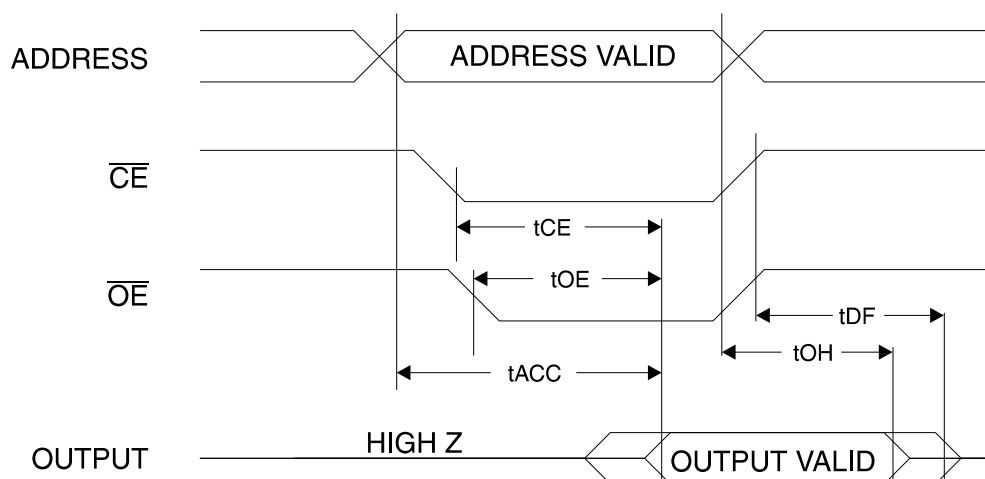 ADDRESS
ADDRESS VALID
CE
tCE
OE
tOE
tDF
tOH
tACC
HIGH Z
OUTPUT
OUTPUT VALID